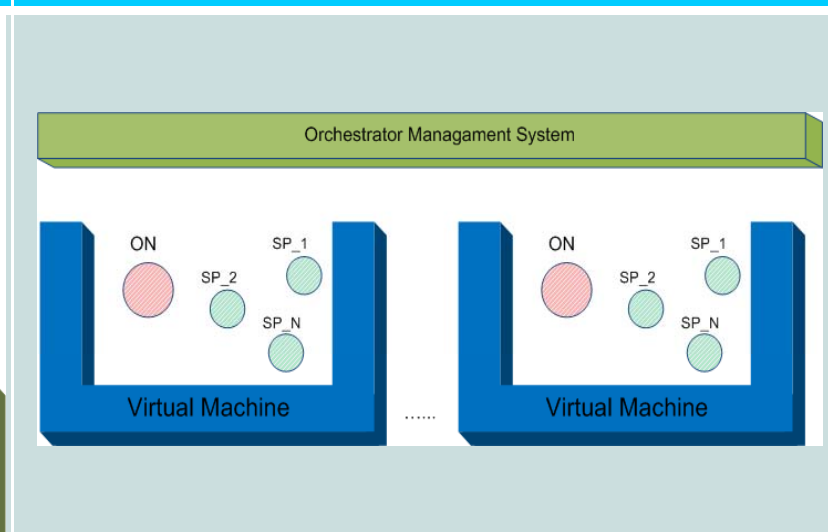 Orchestrator Managament System
ON
SP_1
SP_2
SP_N
Virtual Machine
......
ON
SP_1
SP_2
SP_N
Virtual Machine